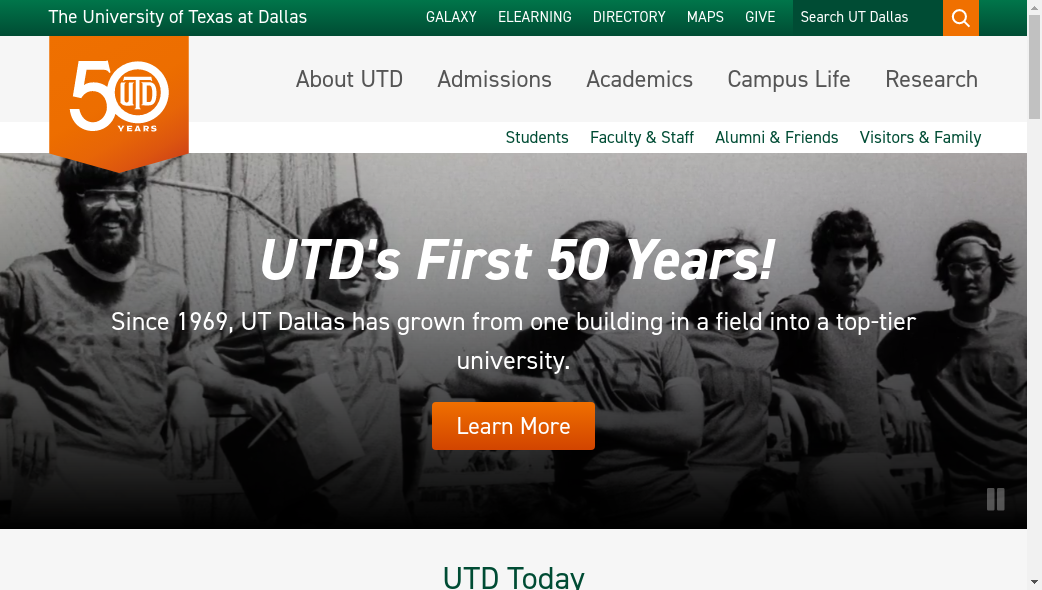 The University of Texas at Dallas
GALAXY ELEARNING DIRECTORY MAPS GIVE Search UT Dallas
50 UTD YEARS
About UTD Admissions Academics Campus Life Research
Students Faculty & Staff Alumni & Friends Visitors & Family
UTD's First 50 Years!
Since 1969, UT Dallas has grown from one building in a field into a top-tier
university.
Learn More
UTD Today